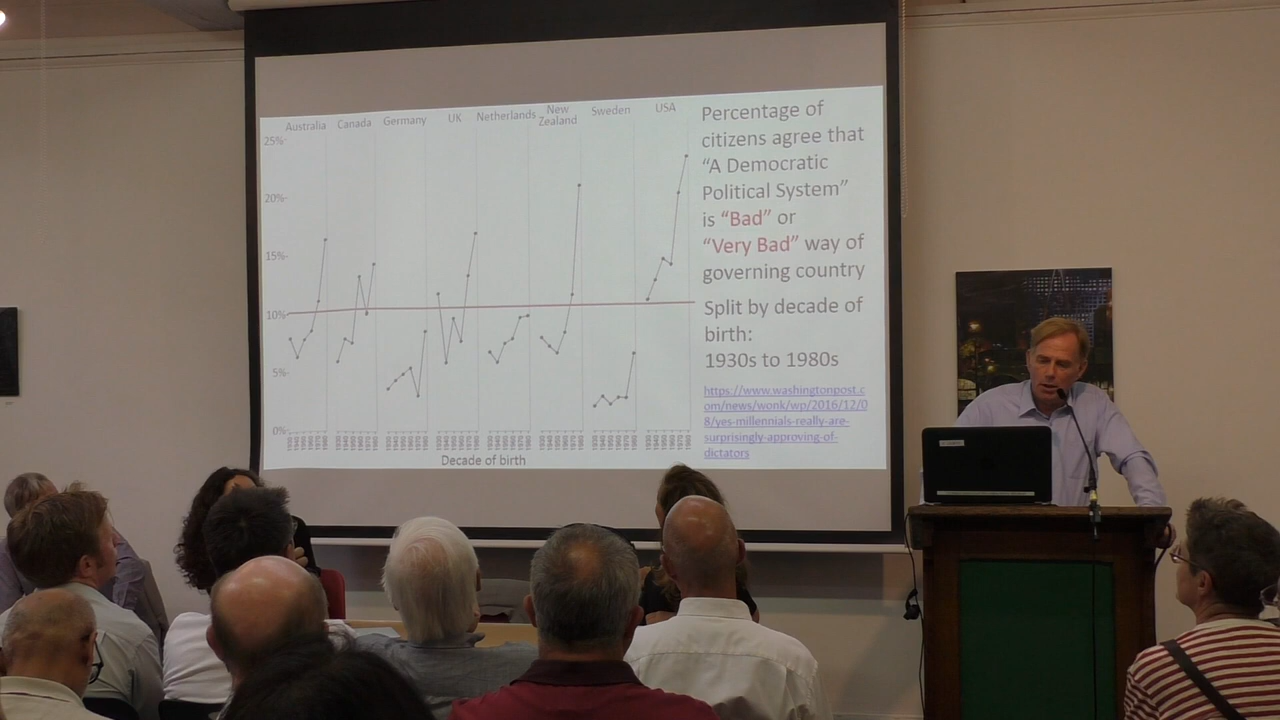 Australia Canada Germany UK Netherlands New Zealand Sweden USA
25%
20%
15%
10%
5%
0%
Decade of birth
Percentage of
citizens agree that
“A Democratic
Political System”
is “Bad” or
“Very Bad” way of
governing country
Split by decade of
birth:
1930s to 1980s
https://www.washingtonpost.c
om/news/wonk/wp/2016/12/0
8/yes-millennials-really-are-
surprisingly-approving-of-
dictators